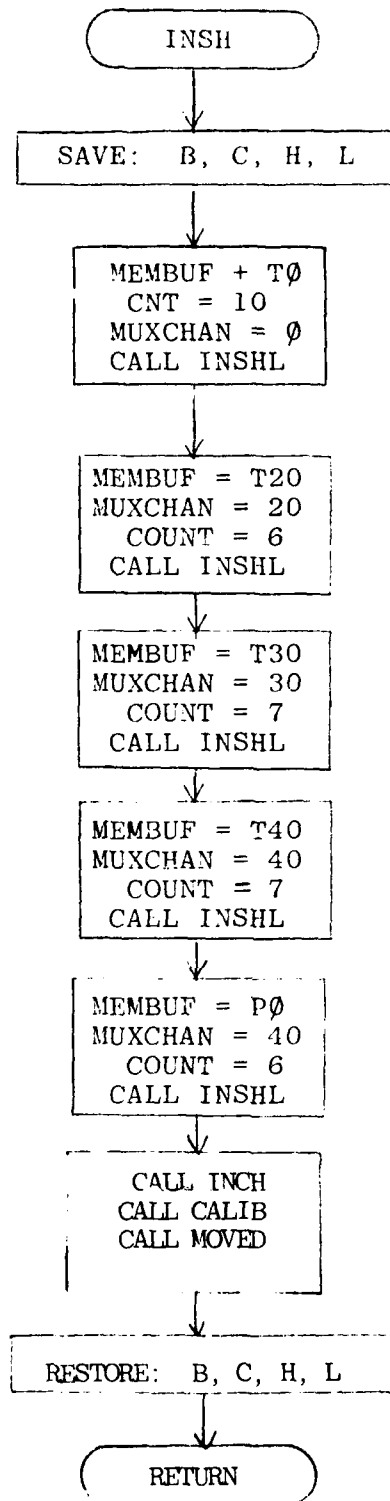 INSH
SAVE: B, C, H, L
MEMBUF + TØ
CNT = 10
MUXCHAN = Ø
CALL INSHL
MEMBUF = T20
MUXCHAN = 20
COUNT = 6
CALL INSHL
MEMBUF = T30
MUXCHAN = 30
COUNT = 7
CALL INSHL
MEMBUF = T40
MUXCHAN = 40
COUNT = 7
CALL INSHL
MEMBUF = PØ
MUXCHAN = 40
COUNT = 6
CALL INSHL
CALL INCH
CALL CALIB
CALL MOVED
RESTORE: B, C, H, L
RETURN